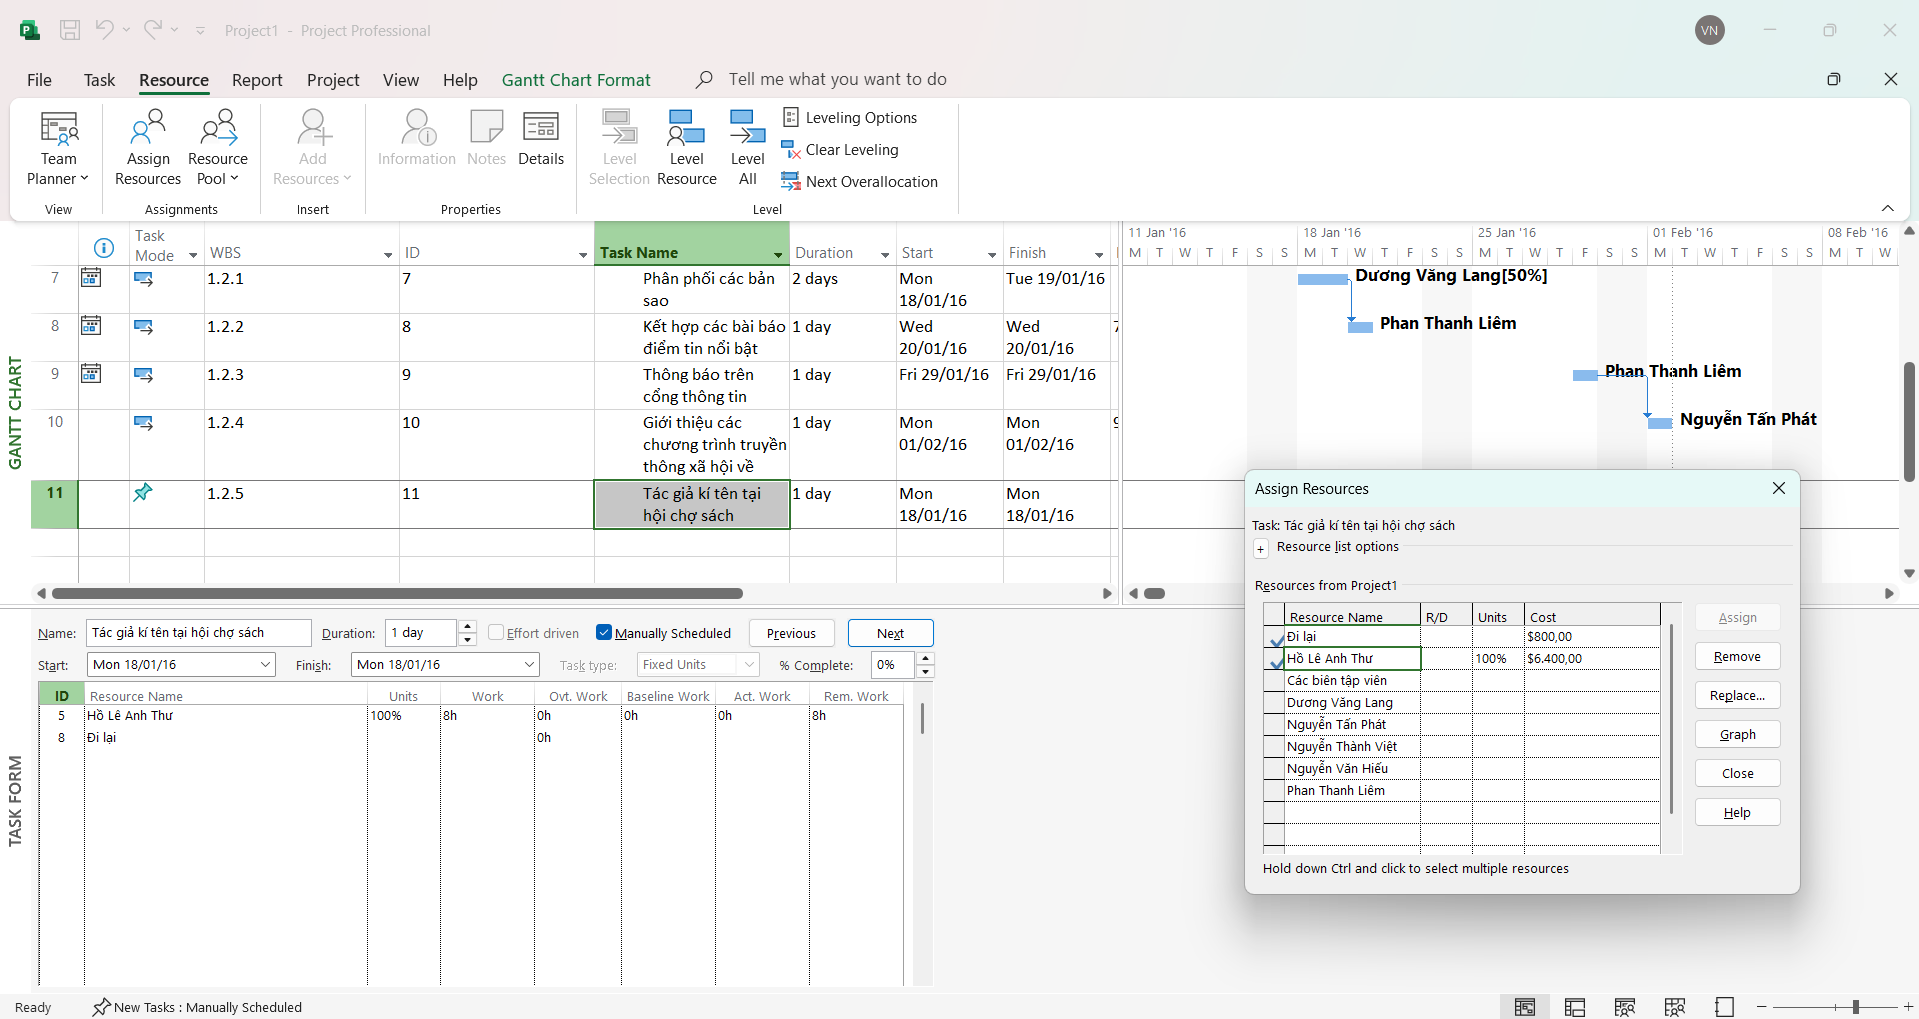 Project1 - Project Professional
VN
File Task Resource Report Project View Help Gantt Chart Format Tell me what you want to do
Team Planner
Assign Resources
Resource Pool
Add Resources
Information
Notes
Details
Level Selection
Level Resource
Level All
Leveling Options
Clear Leveling
Next Overallocation
View Assignments Insert Properties Level
GANTT CHART
Task Mode WBS ID Task Name Duration Start Finish
11 Jan '16 18 Jan '16 25 Jan '16 01 Feb '16 08 Feb '16
M T W T F S S M T W T F S S M T W T F S S M T W T F S S M T W
7 1.2.1 7 Phân phối các bản sao 2 days Mon 18/01/16 Tue 19/01/16
Dương Văng Lang[50%]
8 1.2.2 8 Kết hợp các bài báo điểm tin nổi bật 1 day Wed 20/01/16 Wed 20/01/16 7
Phan Thanh Liêm
9 1.2.3 9 Thông báo trên cổng thông tin 1 day Fri 29/01/16 Fri 29/01/16
Phan Thanh Liêm
10 1.2.4 10 Giới thiệu các chương trình truyền thông xã hội về 1 day Mon 01/02/16 Mon 01/02/16 9
Nguyễn Tấn Phát
11 1.2.5 11 Tác giả kí tên tại hội chợ sách 1 day Mon 18/01/16 Mon 18/01/16
Assign Resources
Task: Tác giả kí tên tại hội chợ sách
+ Resource list options
Resources from Project1
Resource Name R/D Units Cost
Đi lại $800,00
Hồ Lê Anh Thư 100% $6.400,00
Các biên tập viên
Dương Văng Lang
Nguyễn Tấn Phát
Nguyễn Thành Việt
Nguyễn Văn Hiếu
Phan Thanh Liêm
Assign
Remove
Replace...
Graph
Close
Help
Hold down Ctrl and click to select multiple resources
TASK FORM
Name: Tác giả kí tên tại hội chợ sách Duration: 1 day Effort driven Manually Scheduled Previous Next
Start: Mon 18/01/16 Finish: Mon 18/01/16 Task type: Fixed Units % Complete: 0%
ID Resource Name Units Work Ovt. Work Baseline Work Act. Work Rem. Work
5 Hồ Lê Anh Thư 100% 8h 0h 0h 0h 8h
8 Đi lại 0h
Ready New Tasks : Manually Scheduled